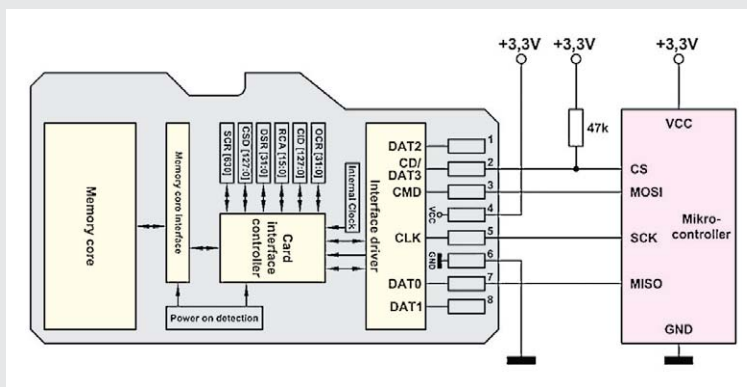 +3,3V
+3,3V
+3,3V
SCR [630]
CSD [127:0]
DSR [31:0]
RCA [15:0]
CID [127:0]
OCR [31:0]
Internal Clock
Memory core
Memory core interface
Card
interface
controller
Power on detection
Interface driver
DAT2
1
CD/
DAT3
2
CMD
3
VCC
4
CLK
5
GND
6
DAT0
7
DAT1
8
47k
VCC
CS
MOSI
Mikro-
controller
SCK
MISO
GND